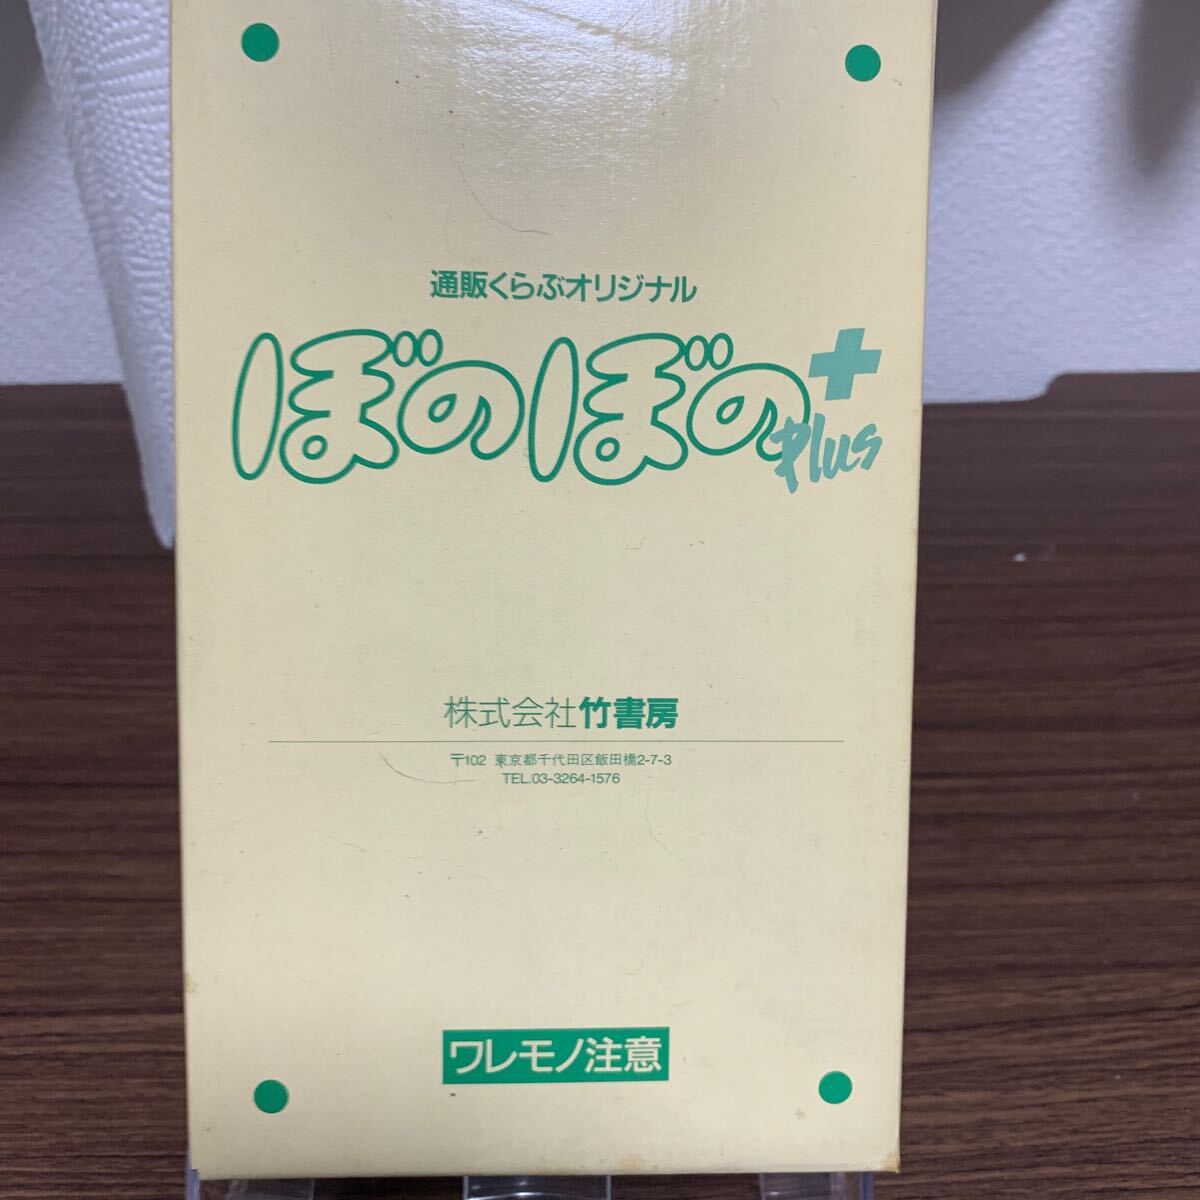 通販くらぶオリジナル
ぼのぼの
Plus
株式会社竹書房
〒102 東京都千代田区飯田橋2-7-3
TEL.03-3264-1576
ワレモノ注意